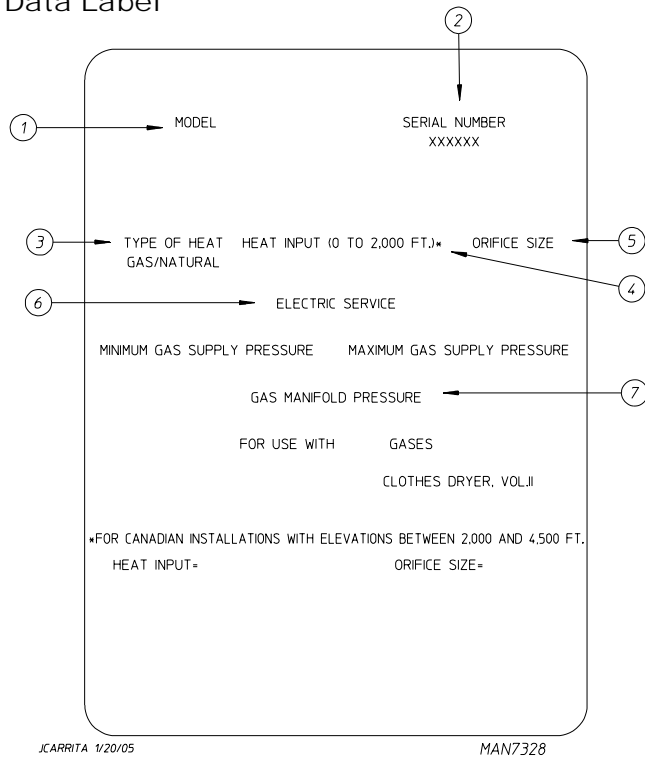 Data Label
2
1
MODEL
SERIAL NUMBER
XXXXXX
3
TYPE OF HEAT
GAS/NATURAL
HEAT INPUT (0 TO 2,000 FT.)*
ORIFICE SIZE
5
4
6
ELECTRIC SERVICE
MINIMUM GAS SUPPLY PRESSURE
MAXIMUM GAS SUPPLY PRESSURE
GAS MANIFOLD PRESSURE
7
FOR USE WITH GASES
CLOTHES DRYER, VOL.II
*FOR CANADIAN INSTALLATIONS WITH ELEVATIONS BETWEEN 2,000 AND 4,500 FT.
HEAT INPUT=
ORIFICE SIZE=
JCARRITA 1/20/05
MAN7328